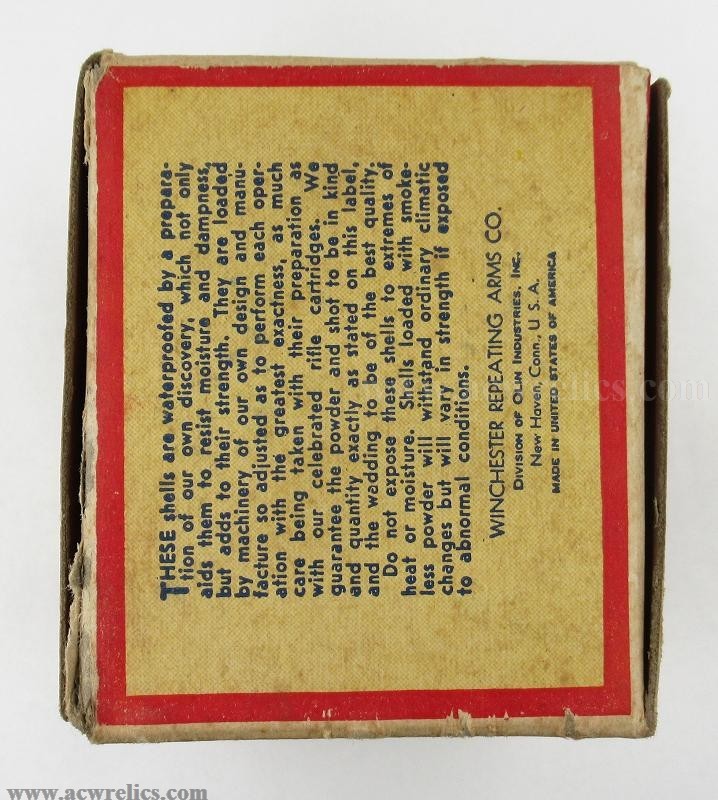 THESE shells are waterproofed by a prepara-
tion of our own discovery, which not only
aids them to resist moisture and dampness,
but adds to their strength. They are loaded
by machinery of our own design and manu-
facture so adjusted as to perform each oper-
ation with the greatest exactness, as much
care being taken with their preparation as
with our celebrated rifle cartridges. We
guarantee the powder and shot to be in kind
and quantity exactly as stated on this label,
and the wadding to be of the best quality.
Do not expose these shells to extremes of
heat or moisture. Shells loaded with smoke-
less powder will withstand ordinary climatic
changes but will vary in strength if exposed
to abnormal conditions.
WINCHESTER REPEATING ARMS CO.
DIVISION OF OLIN INDUSTRIES, INC.
NEW HAVEN, CONN., U. S. A.
MADE IN UNITED STATES OF AMERICA
www.acwrelics.com